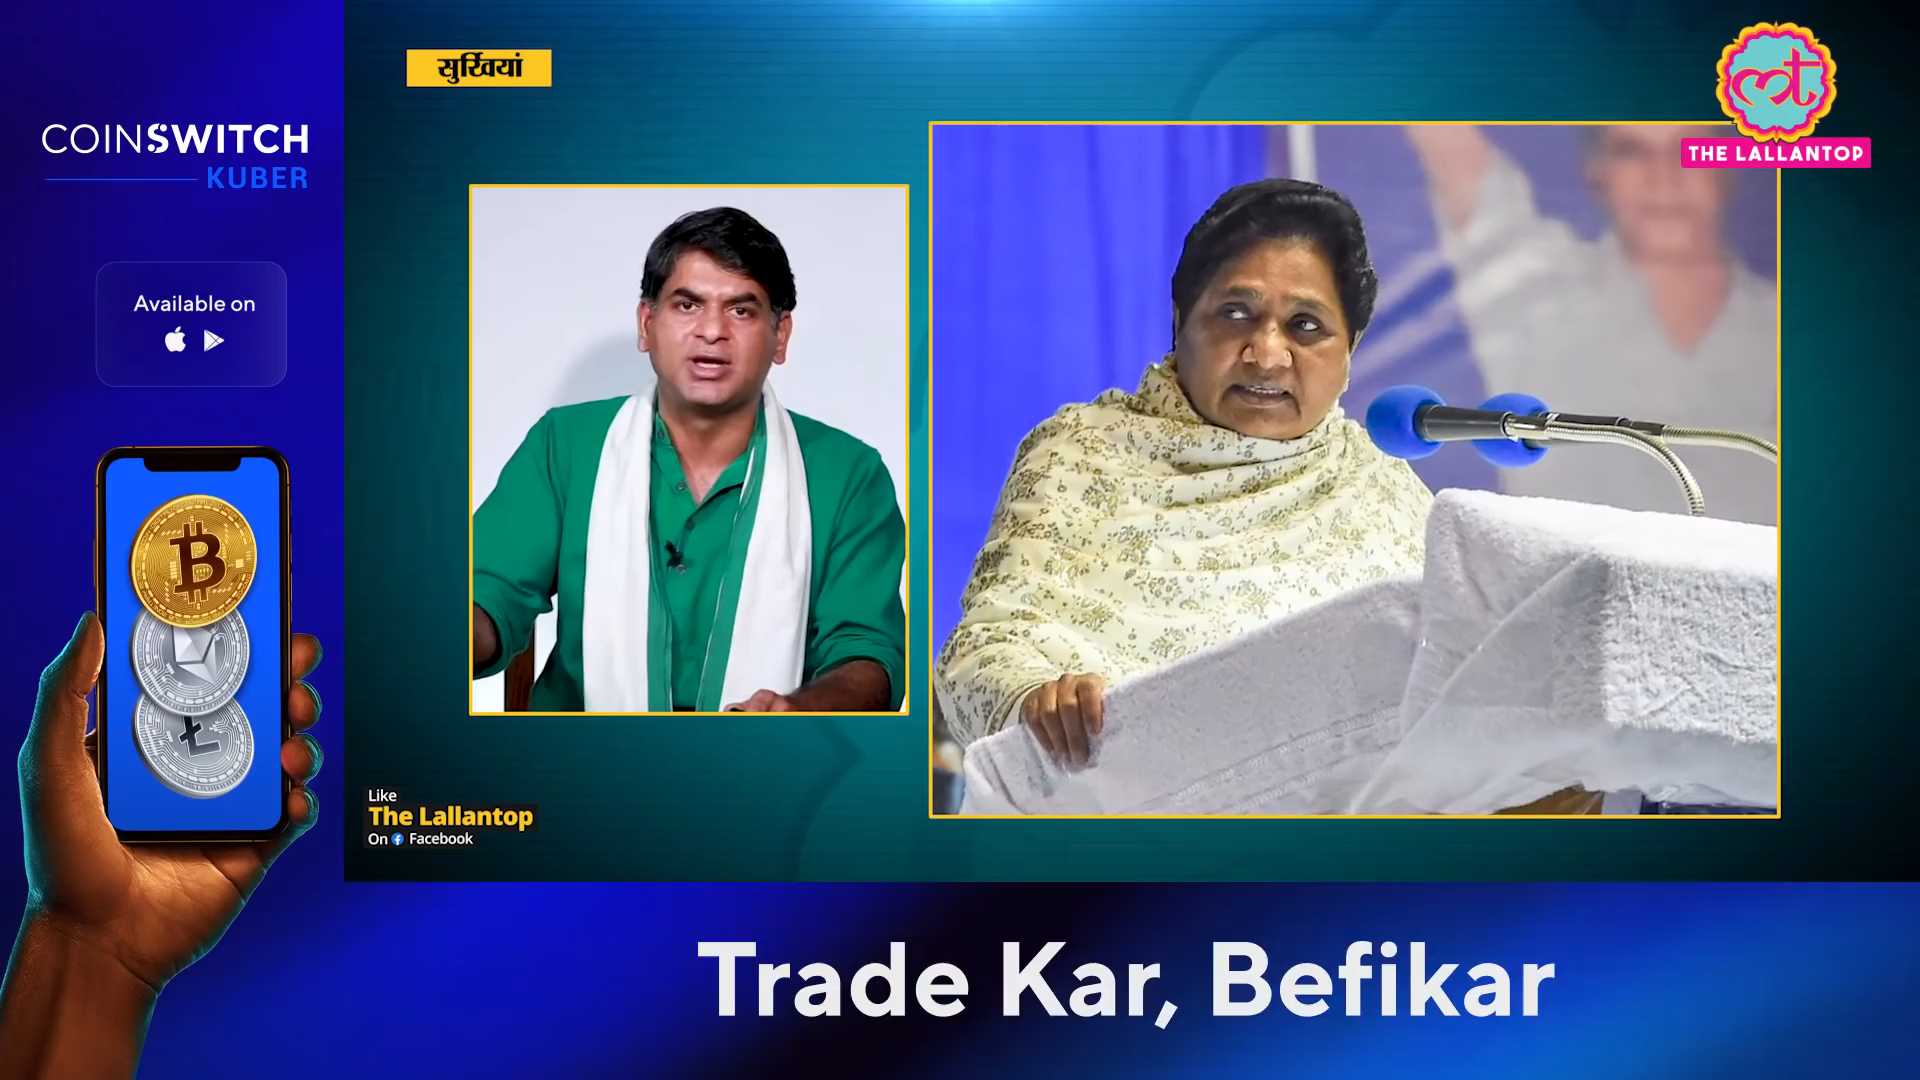 COINSWITCH
KUBER
Available on
सुर्खियां
THE LALLANTOP
Like
The Lallantop
On Facebook
Trade Kar, Befikar